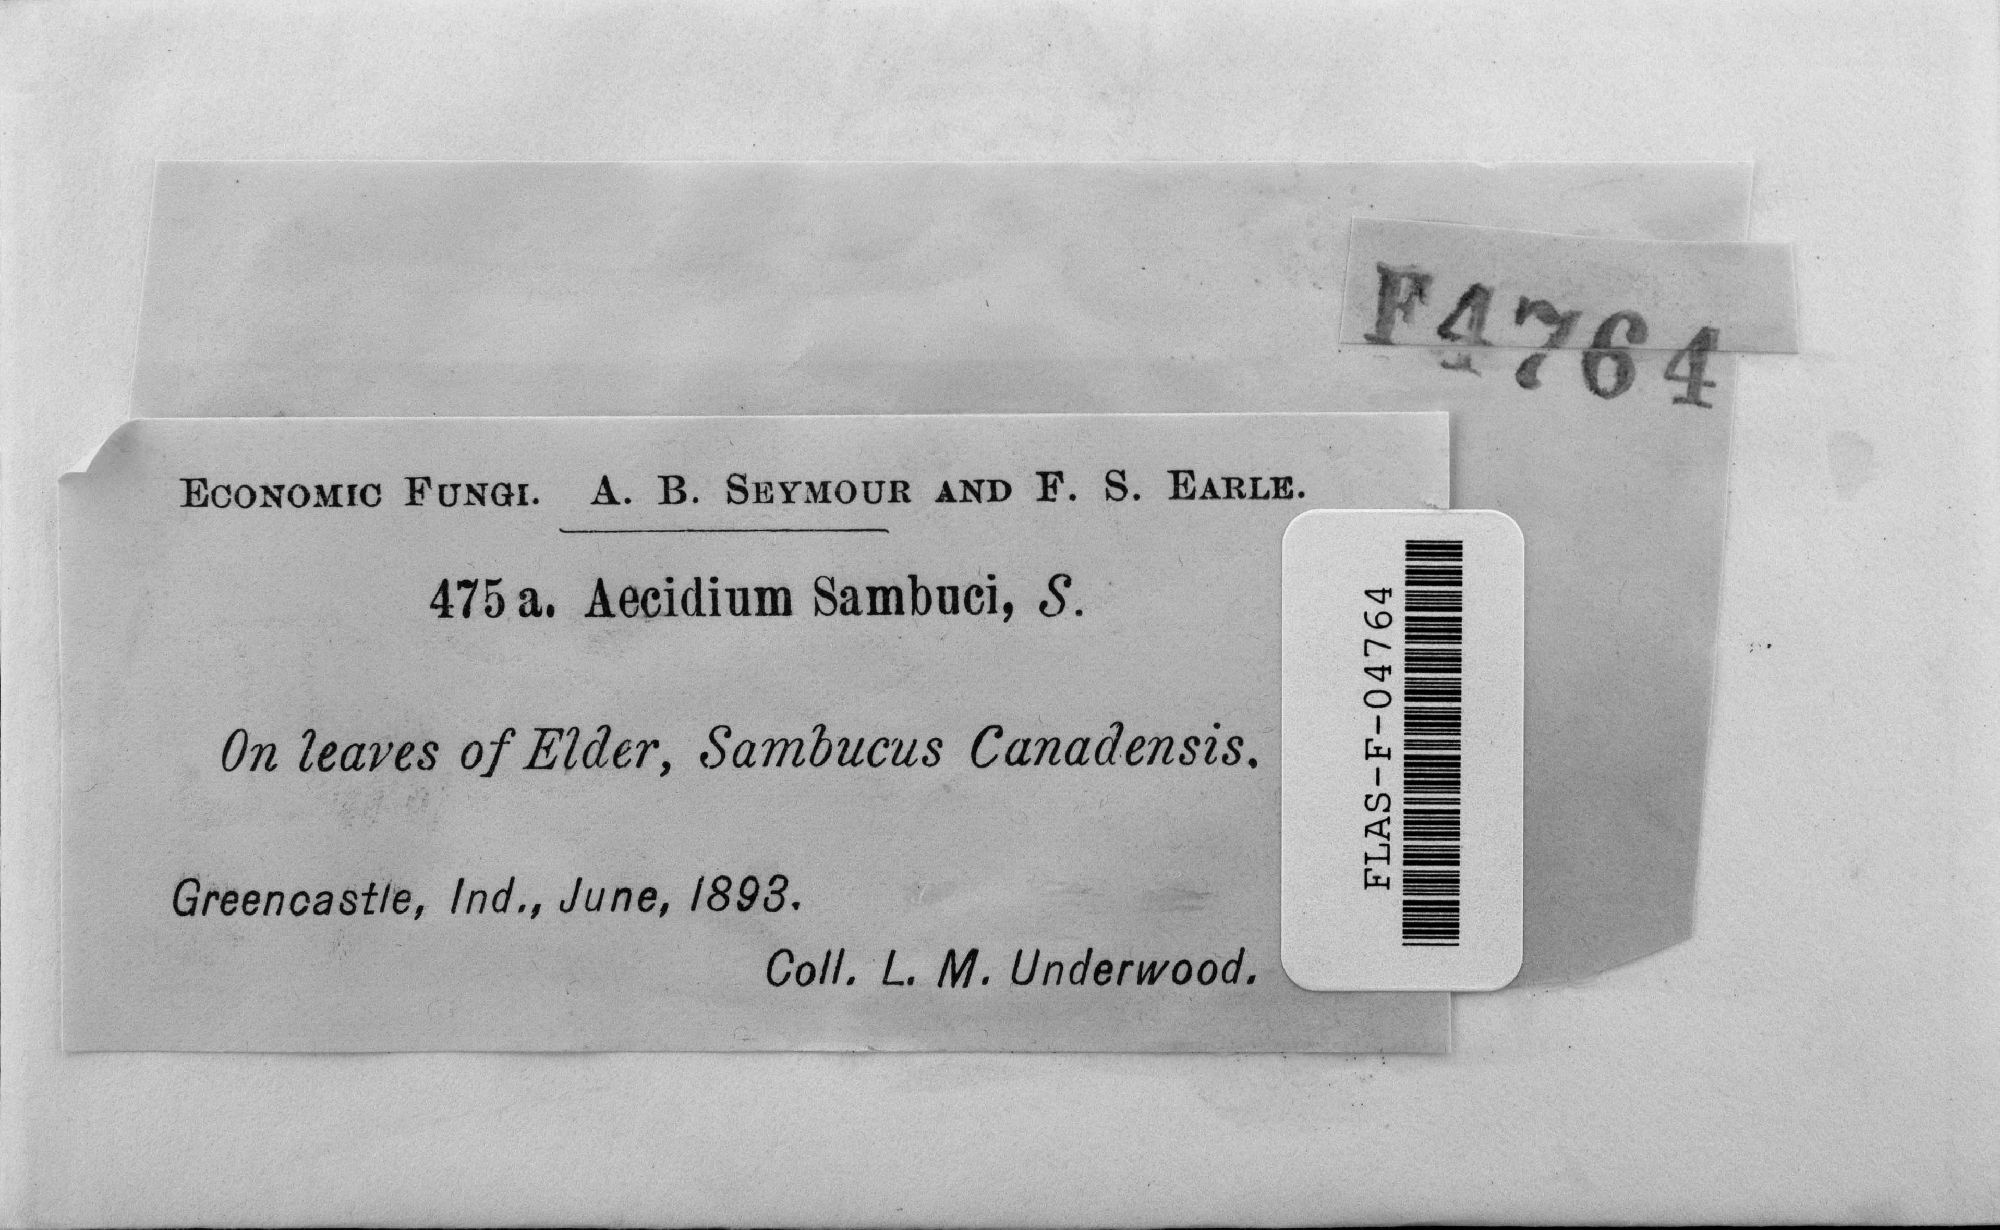 F4764
ECONOMIC FUNGI. A. B. SEYMOUR AND F. S. EARLE.
475 a. Aecidium Sambuci, S.
On leaves of Elder, Sambucus Canadensis.
Greencastle, Ind., June, 1893.
Coll. L. M. Underwood.
FLAS-F-04764